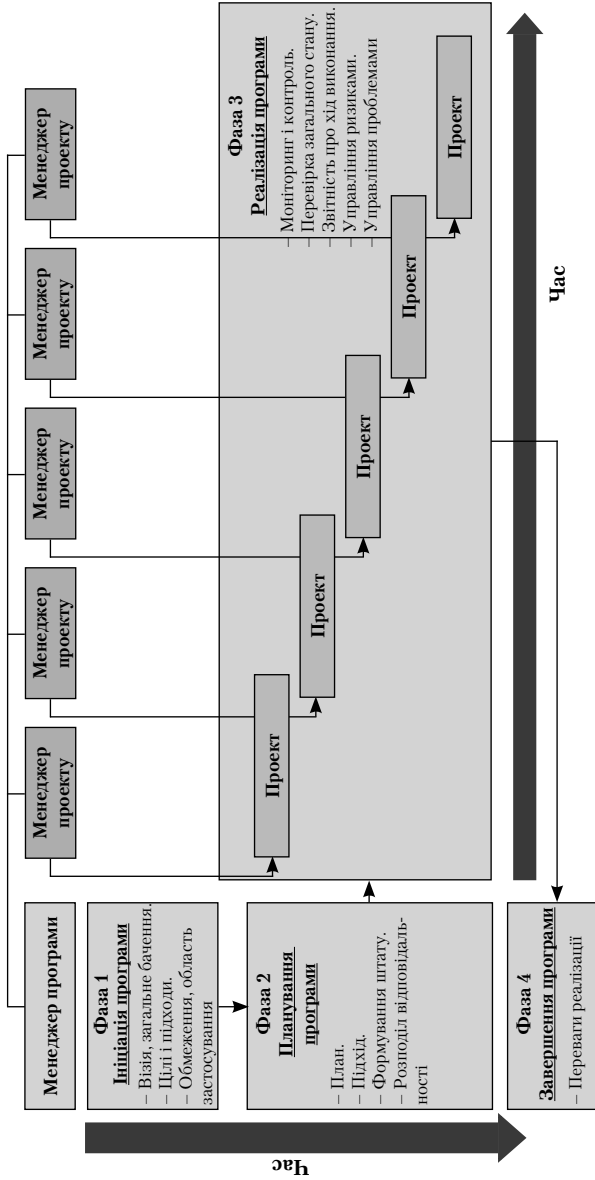 Менеджер програми
Менеджер
проекту
Менеджер
проекту
Менеджер
проекту
Менеджер
проекту
Менеджер
проекту
Час
Фаза 1
Ініціація програми
– Візія, загальне бачення.
– Цілі і підходи.
– Обмеження, область
застосування
Фаза 2
Планування
програми
– План.
– Підхід.
– Формування штату.
– Розподіл відповідаль-
ності
Фаза 3
Реалізація програми
– Моніторинг і контроль.
– Перевірка загального стану.
– Звітність про хід виконання.
– Управління ризиками.
– Управління проблемами
Проект
Проект
Проект
Проект
Проект
Час
Фаза 4
Завершення програми
– Переваги реалізації